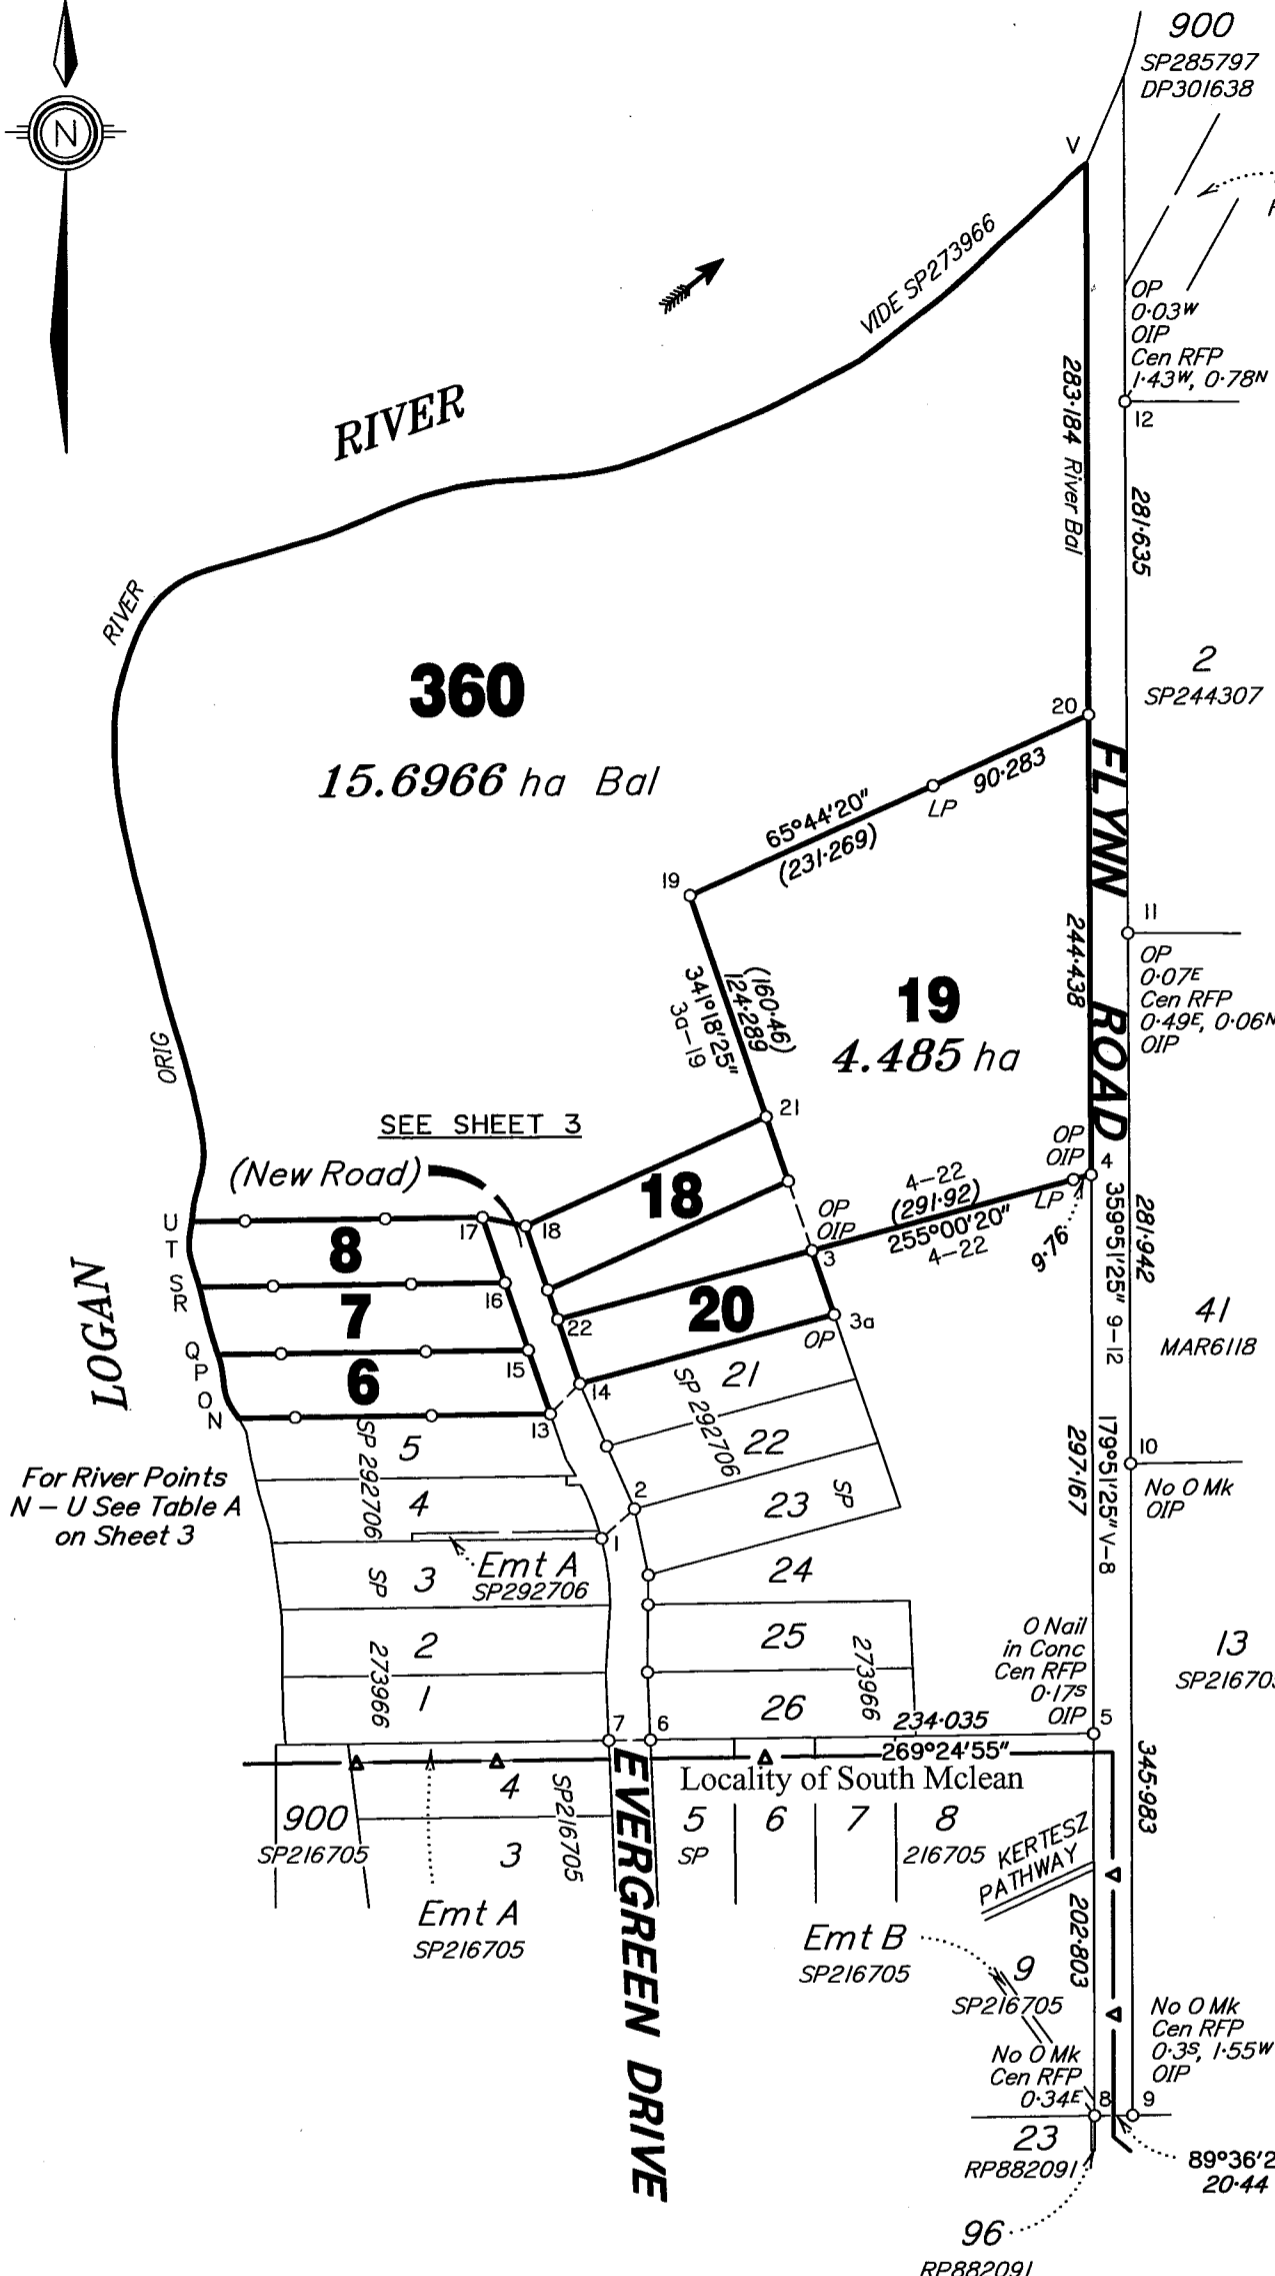 900
SP285797
DP301638
N
V
VIDE SP273966
OP
0·03W
OIP
Cen RFP
1·43W, 0·78N
12
RIVER
283·184 River Bal
281·635
RIVER
360
15.6966 ha Bal
2
SP244307
20
FLYNN ROAD
90·283
LP
65°44'20"
(231·269)
19
11
OP
0·07E
Cen RFP
0·49E, 0·06N
OIP
244·438
(160·46)
124·289
341°18'25"
3a–19
19
4.485 ha
ORIG
SEE SHEET 3
21
(New Road)
OP
OIP
4
4–22
(291·92)
255°00'20"
4–22
LP
9·76
18
OP
OIP
3
U
T
S
R
Q
P
O
N
17
18
8
16
7
22
20
3a
OP
15
6
14
13
LOGAN
359°51'25" 9–12
281·942
41
MAR6118
21
SP 292706
22
23
SP
5
SP 292706
4
For River Points
N – U See Table A
on Sheet 3
2
1
297·167
179°51'25" V–8
10
No O Mk
OIP
Emt A
SP292706
3
SP
24
2
273966
1
25
273966
26
O Nail
in Conc
Cen RFP
0·17S
OIP
5
13
SP216705
7
6
234·035
269°24'55"
Locality of South Mclean
345·983
4
SP216705
3
900
SP216705
5
SP
6
7
8
216705
KERTESZ
PATHWAY
EVERGREEN DRIVE
202·803
Emt A
SP216705
Emt B
SP216705
9
SP216705
No O Mk
Cen RFP
0·34E
8
9
No O Mk
Cen RFP
0·3S, 1·55W
OIP
23
RP882091
89°36'2
20·44
96
RP882091